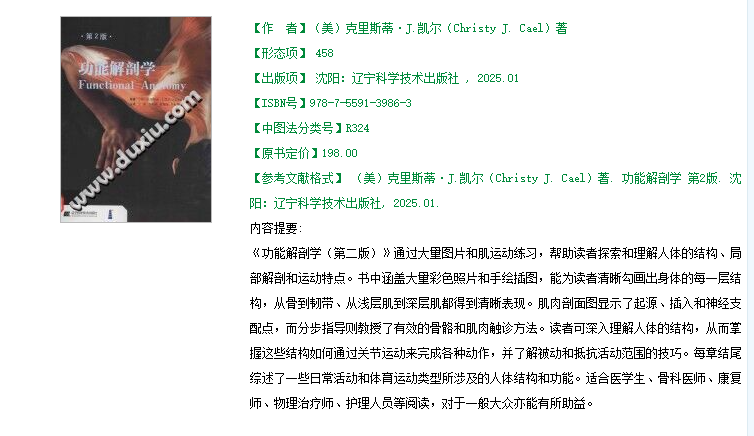 ·第2版·
功能解剖学
Functional Anatomy
www.duxiu.com
【作　者】（美）克里斯蒂·J.凯尔（Christy J. Cael）著
【形态项】 458
【出版项】 沈阳：辽宁科学技术出版社 , 2025.01
【ISBN号】978-7-5591-3986-3
【中图法分类号】R324
【原书定价】198.00
【参考文献格式】 （美）克里斯蒂·J.凯尔（Christy J. Cael）著. 功能解剖学 第2版. 沈
阳：辽宁科学技术出版社, 2025.01.
内容提要:
《功能解剖学（第二版）》通过大量图片和肌运动练习，帮助读者探索和理解人体的结构、局
部解剖和运动特点。书中涵盖大量彩色照片和手绘插图，能为读者清晰勾画出身体的每一层结
构，从骨到韧带、从浅层肌到深层肌都得到清晰表现。肌肉剖面图显示了起源、插入和神经支
配点，而分步指导则教授了有效的骨骼和肌肉触诊方法。读者可深入理解人体的结构，从而掌
握这些结构如何通过关节运动来完成各种动作，并了解被动和抵抗活动范围的技巧。每章结尾
综述了一些日常活动和体育运动类型所涉及的人体结构和功能。适合医学生、骨科医师、康复
师、物理治疗师、护理人员等阅读，对于一般大众亦能有所助益。